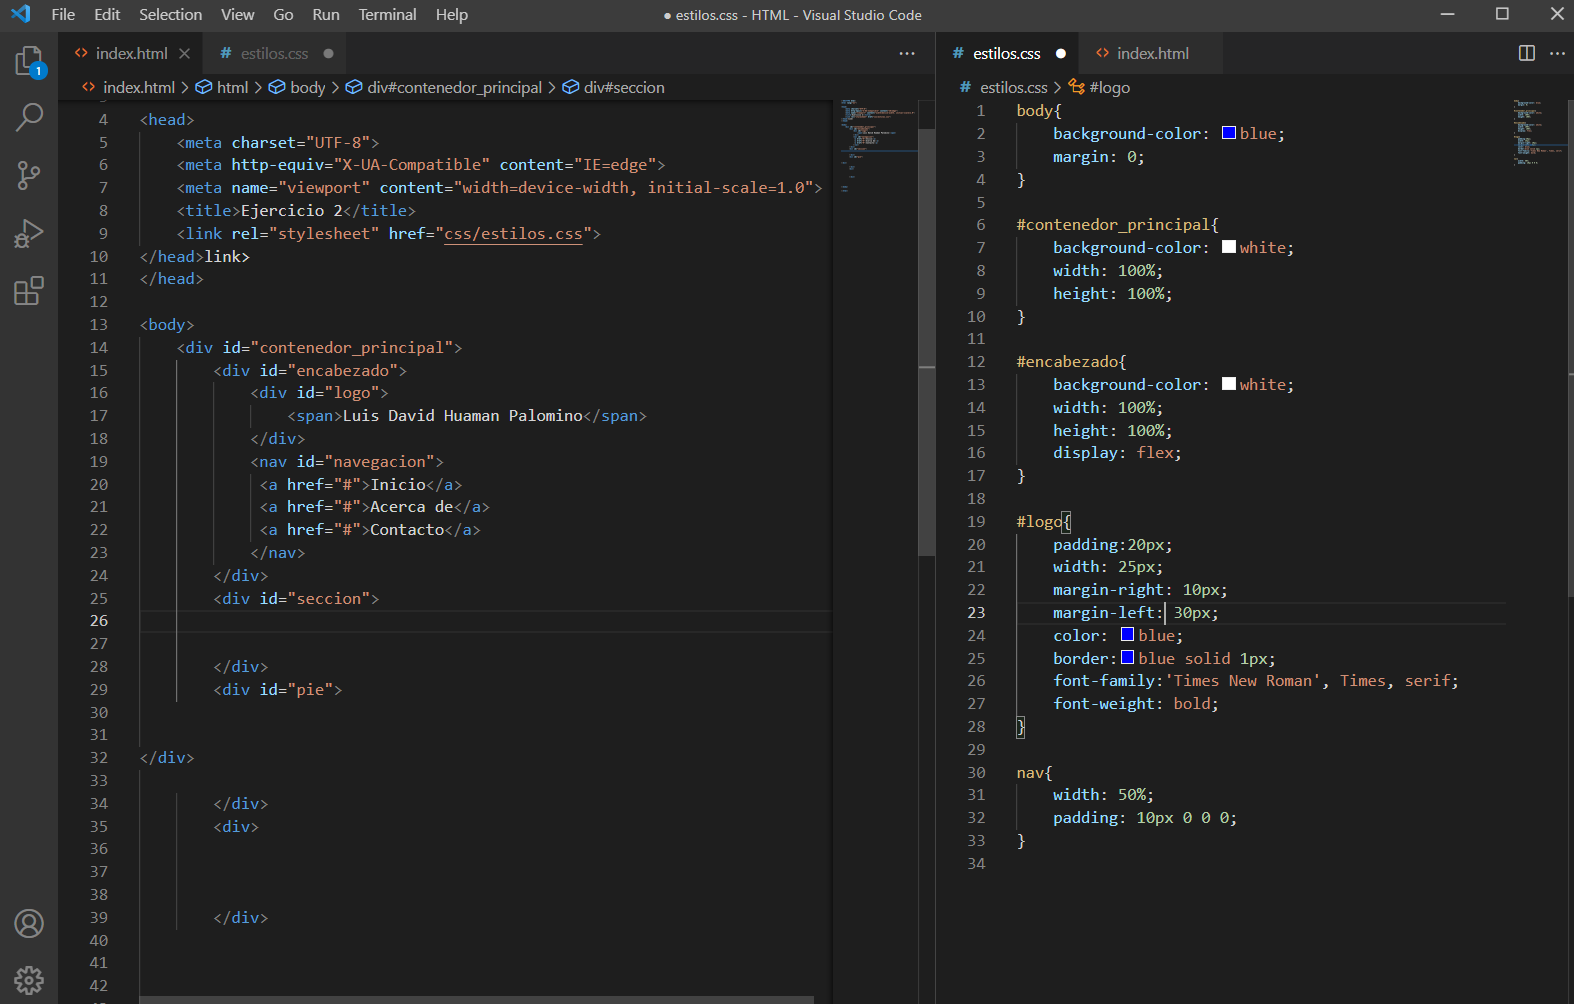 File Edit Selection View Go Run Terminal Help
● estilos.css - HTML - Visual Studio Code
1
<> index.html ×
# estilos.css ●
...
<> index.html > html > body > div#contenedor_principal > div#seccion
4 <head>
5 <meta charset="UTF-8">
6 <meta http-equiv="X-UA-Compatible" content="IE=edge">
7 <meta name="viewport" content="width=device-width, initial-scale=1.0">
8 <title>Ejercicio 2</title>
9 <link rel="stylesheet" href="css/estilos.css">
10 </head>link>
11 </head>
12
13 <body>
14 <div id="contenedor_principal">
15 <div id="encabezado">
16 <div id="logo">
17 <span>Luis David Huaman Palomino</span>
18 </div>
19 <nav id="navegacion">
20 <a href="#">Inicio</a>
21 <a href="#">Acerca de</a>
22 <a href="#">Contacto</a>
23 </nav>
24 </div>
25 <div id="seccion">
26
27
28 </div>
29 <div id="pie">
30
31
32 </div>
33
34 </div>
35 <div>
36
37
38
39 </div>
40
41
42
# estilos.css ●
<> index.html
...
# estilos.css > #logo
1 body{
2 background-color: blue;
3 margin: 0;
4 }
5
6 #contenedor_principal{
7 background-color: white;
8 width: 100%;
9 height: 100%;
10 }
11
12 #encabezado{
13 background-color: white;
14 width: 100%;
15 height: 100%;
16 display: flex;
17 }
18
19 #logo{
20 padding:20px;
21 width: 25px;
22 margin-right: 10px;
23 margin-left: 30px;
24 color: blue;
25 border: blue solid 1px;
26 font-family:'Times New Roman', Times, serif;
27 font-weight: bold;
28 }
29
30 nav{
31 width: 50%;
32 padding: 10px 0 0 0;
33 }
34